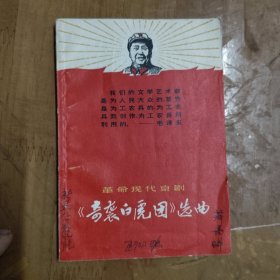 我们的文学艺术都
是为人民大众的，首先
是为工农兵的，为工农
兵而创作，为工农兵所
利用的。——毛泽东
革命现代京剧
《奇袭白虎团》选曲